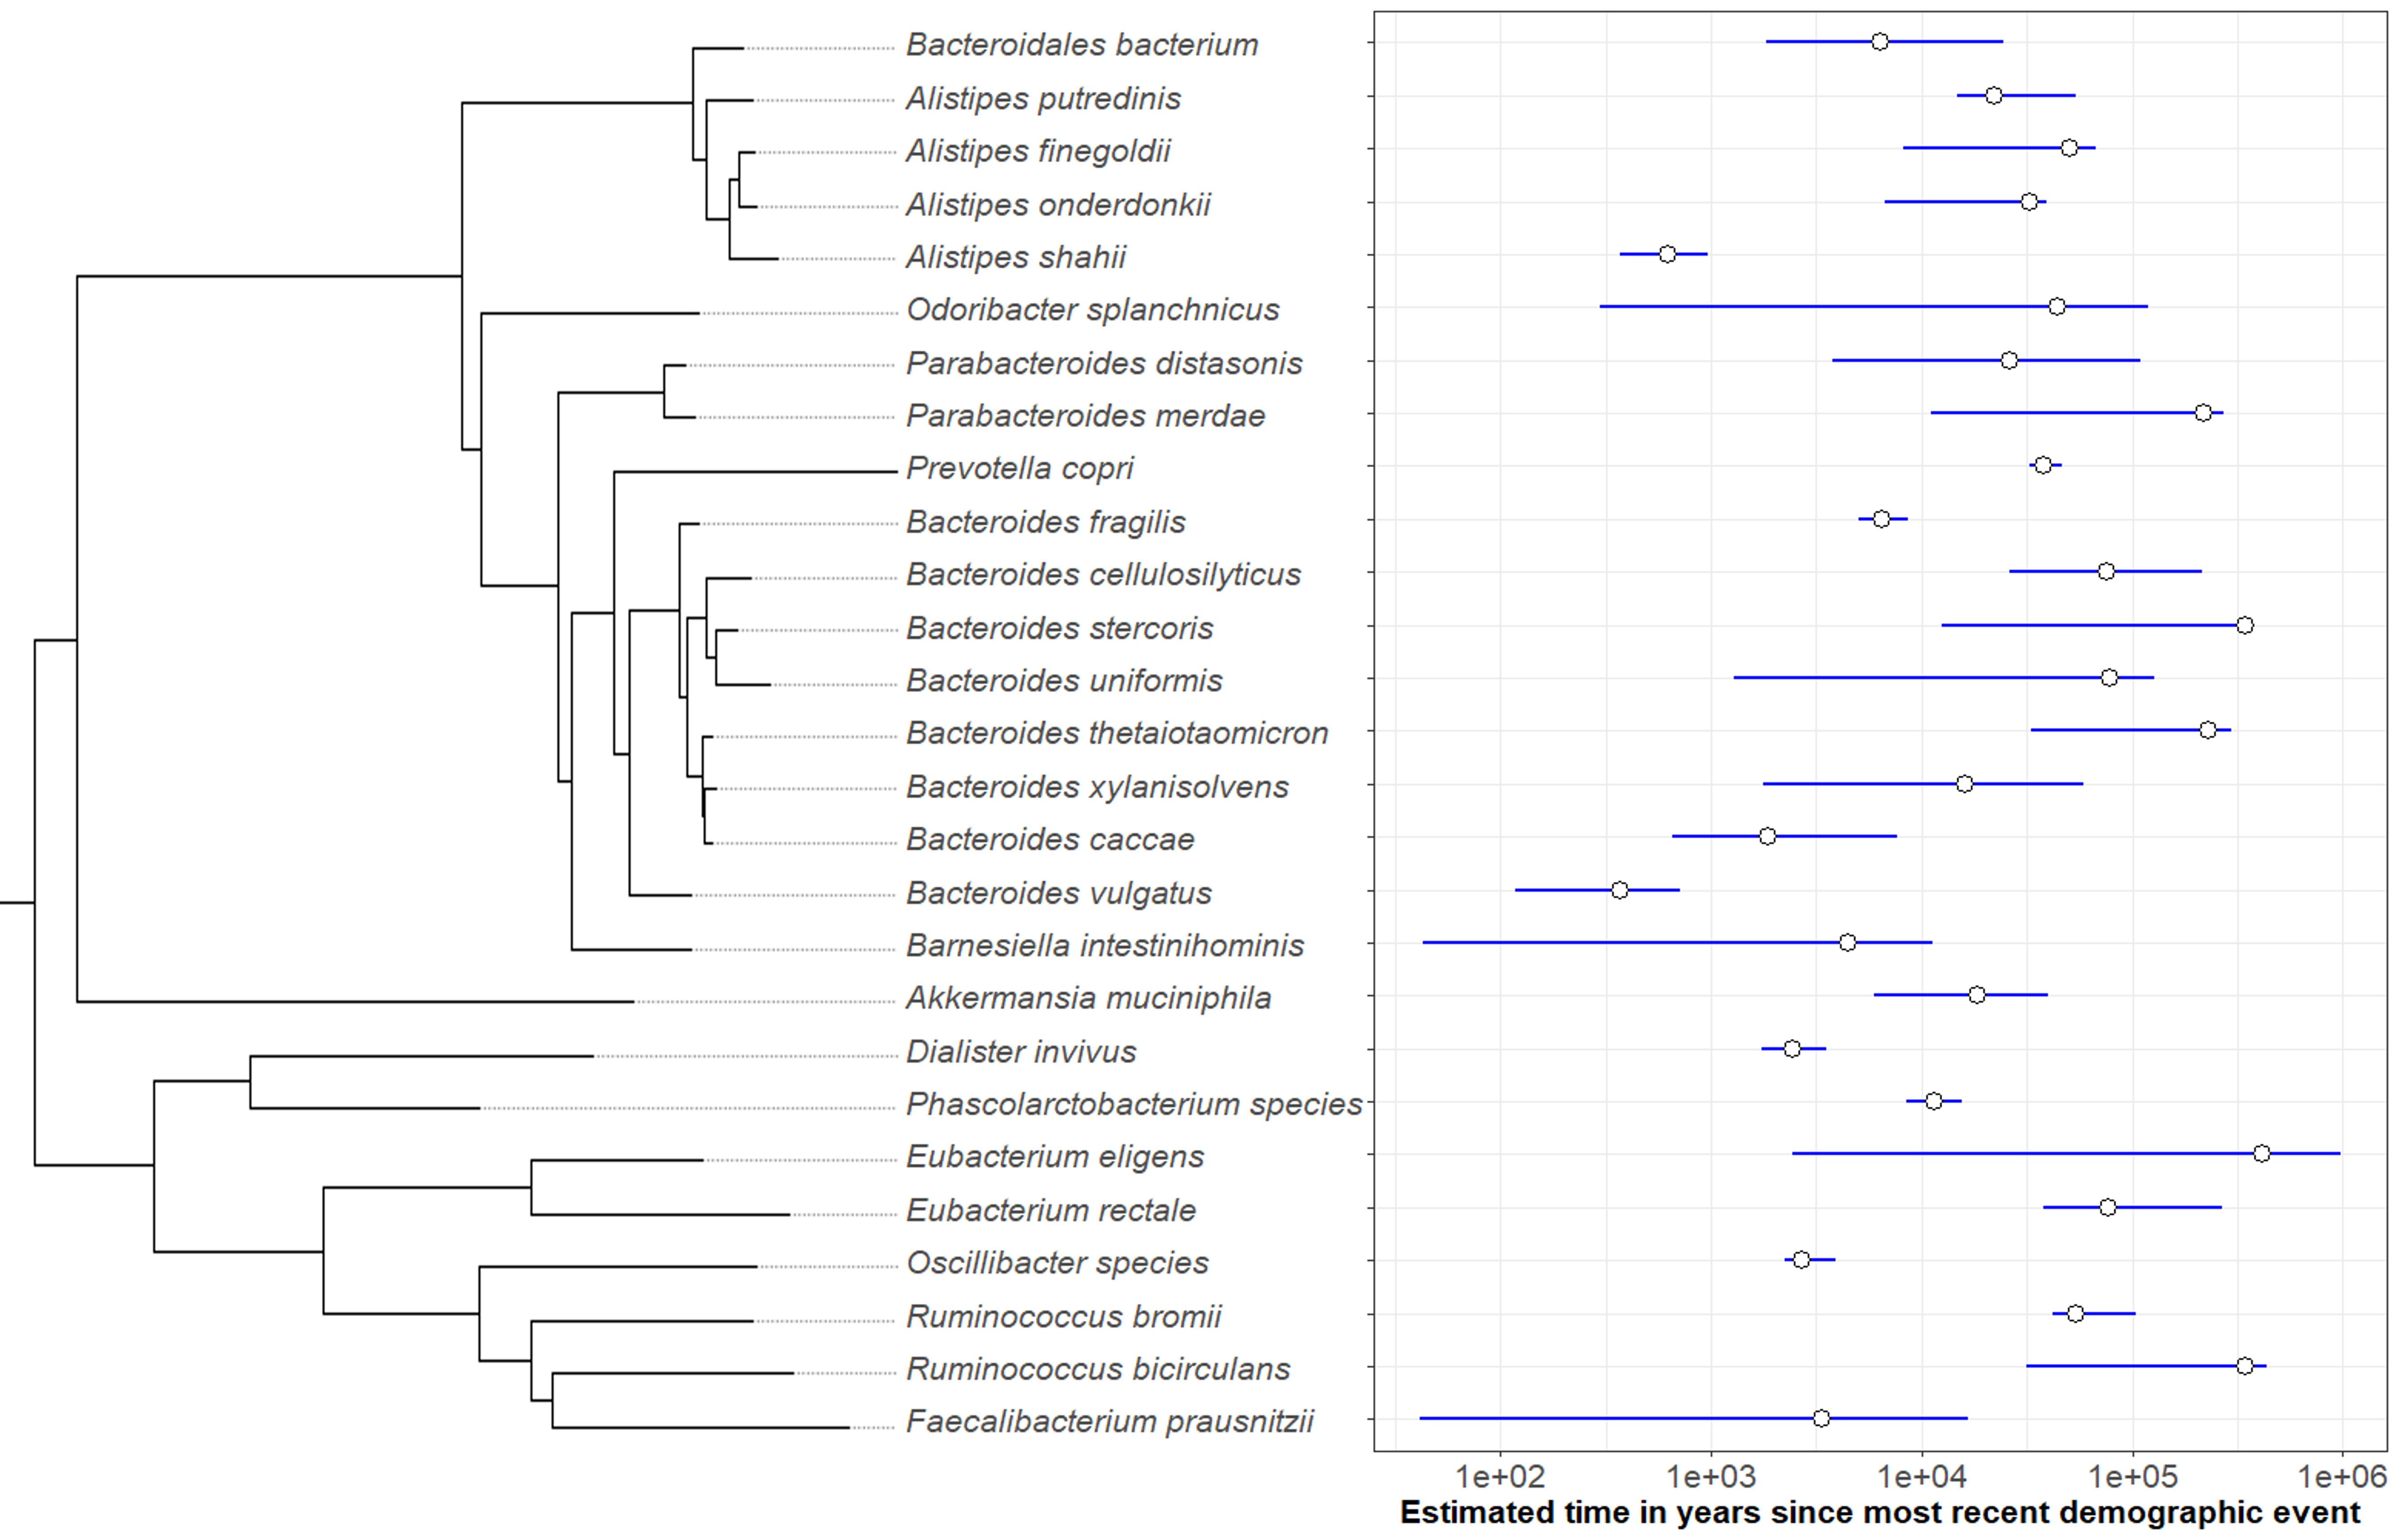 Bacteroidales bacterium
Alistipes putredinis
Alistipes finegoldii
Alistipes onderdonkii
Alistipes shahii
Odoribacter splanchnicus
Parabacteroides distasonis
Parabacteroides merdae
Prevotella copri
Bacteroides fragilis
Bacteroides cellulosilyticus
Bacteroides stercoris
Bacteroides uniformis
Bacteroides thetaiotaomicron
Bacteroides xylanisolvens
Bacteroides caccae
Bacteroides vulgatus
Barnesiella intestinihominis
Akkermansia muciniphila
Dialister invivus
Phascolarctobacterium species
Eubacterium eligens
Eubacterium rectale
Oscillibacter species
Ruminococcus bromii
Ruminococcus bicirculans
Faecalibacterium prausnitzii
1e+02 1e+03 1e+04 1e+05 1e+06
Estimated time in years since most recent demographic event